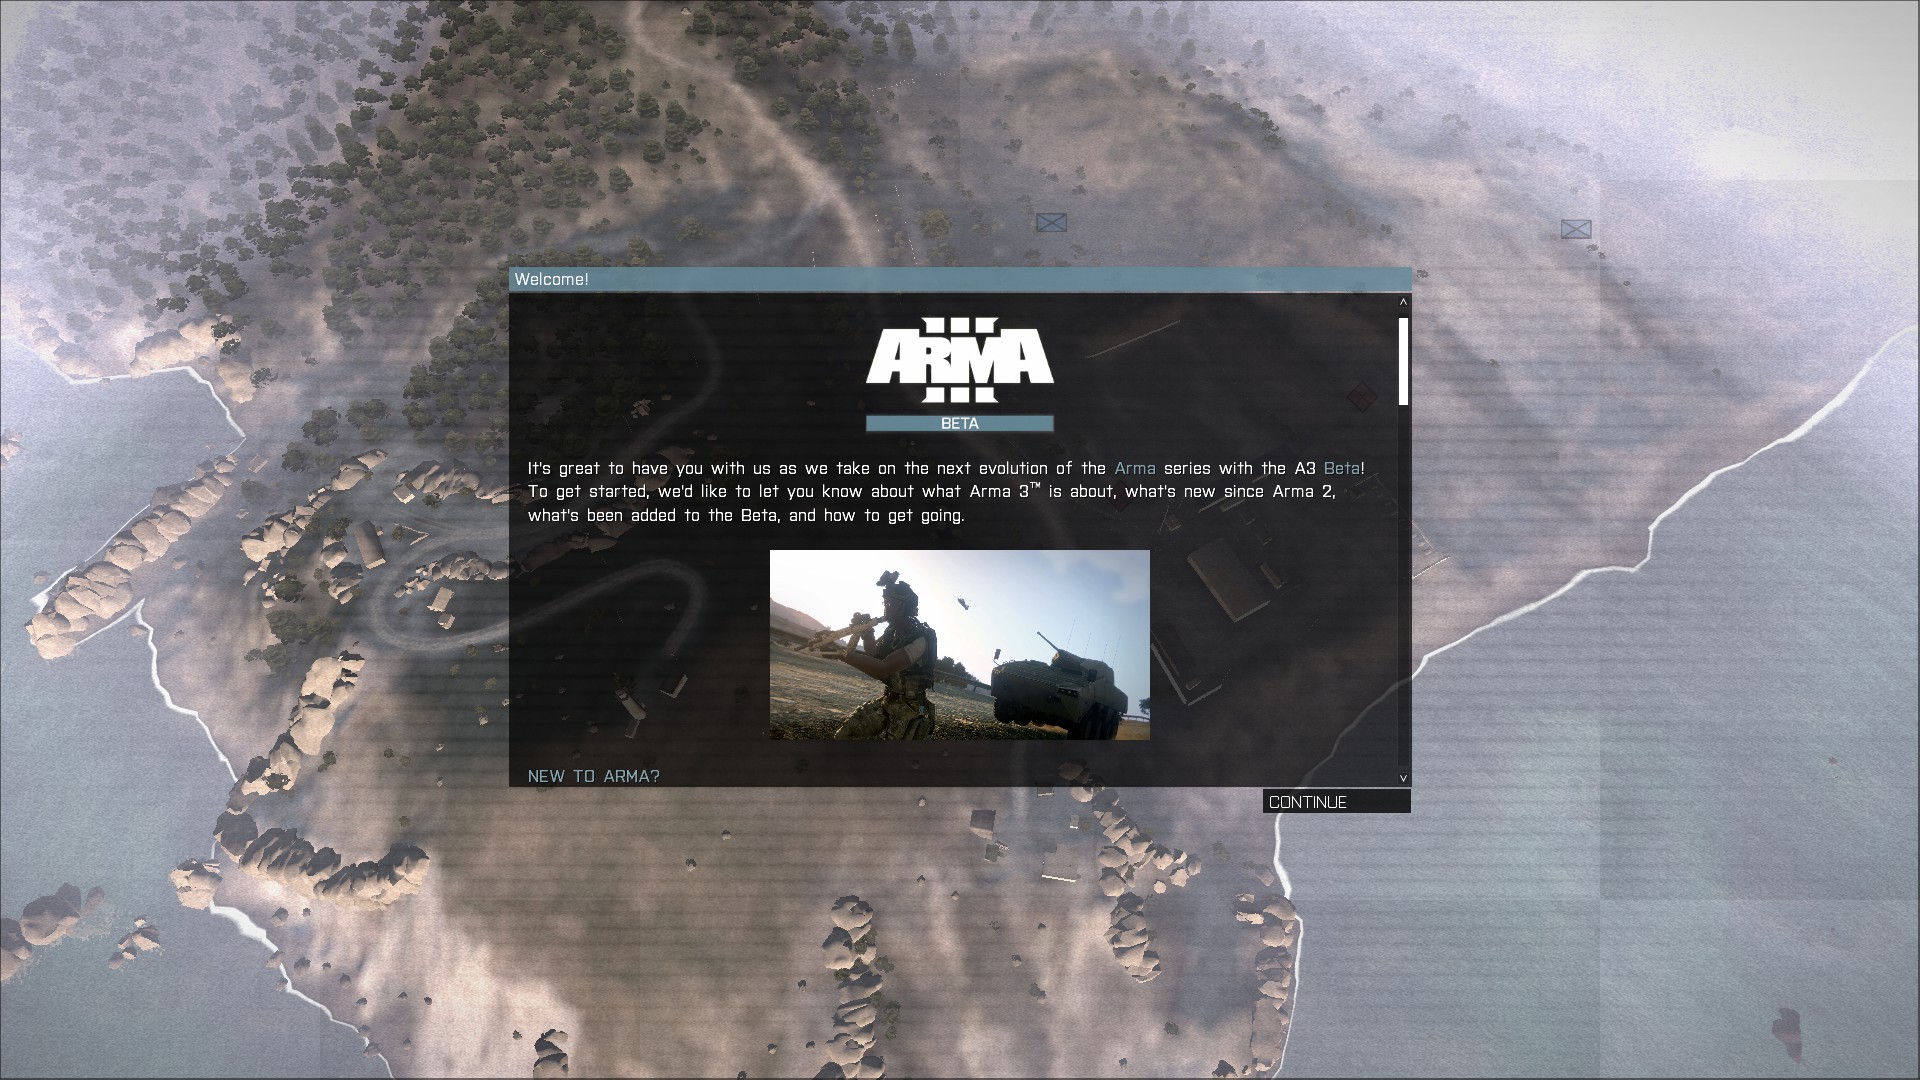 Welcome!
III
ARMA
III
BETA
It's great to have you with us as we take on the next evolution of the Arma series with the A3 Beta!
To get started, we'd like to let you know about what Arma 3™ is about, what's new since Arma 2,
what's been added to the Beta, and how to get going.
NEW TO ARMA?
CONTINUE